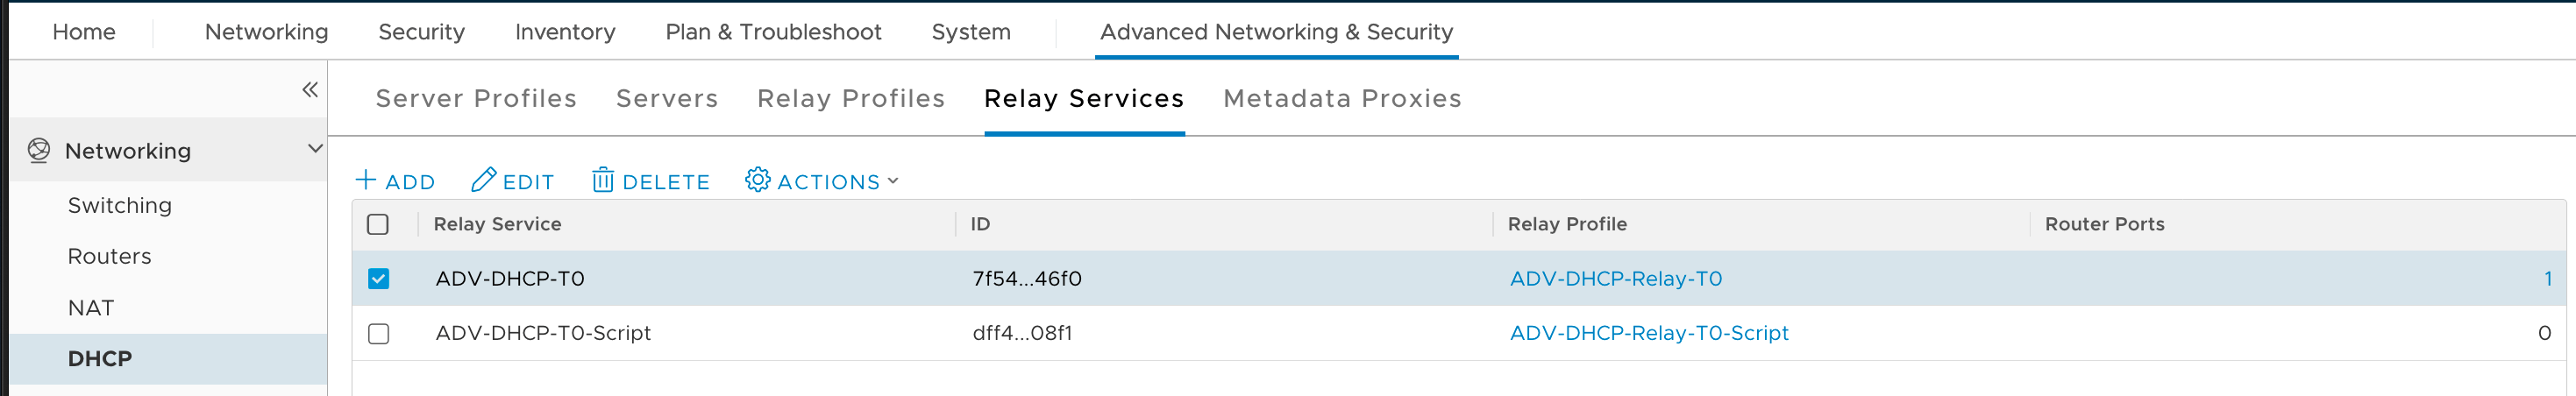 Home Networking Security Inventory Plan & Troubleshoot System Advanced Networking & Security
Server Profiles Servers Relay Profiles Relay Services Metadata Proxies
Networking
Switching
Routers
NAT
DHCP
ADD EDIT DELETE ACTIONS
Relay Service ID Relay Profile Router Ports
ADV-DHCP-T0 7f54...46f0 ADV-DHCP-Relay-T0 1
ADV-DHCP-T0-Script dff4...08f1 ADV-DHCP-Relay-T0-Script 0